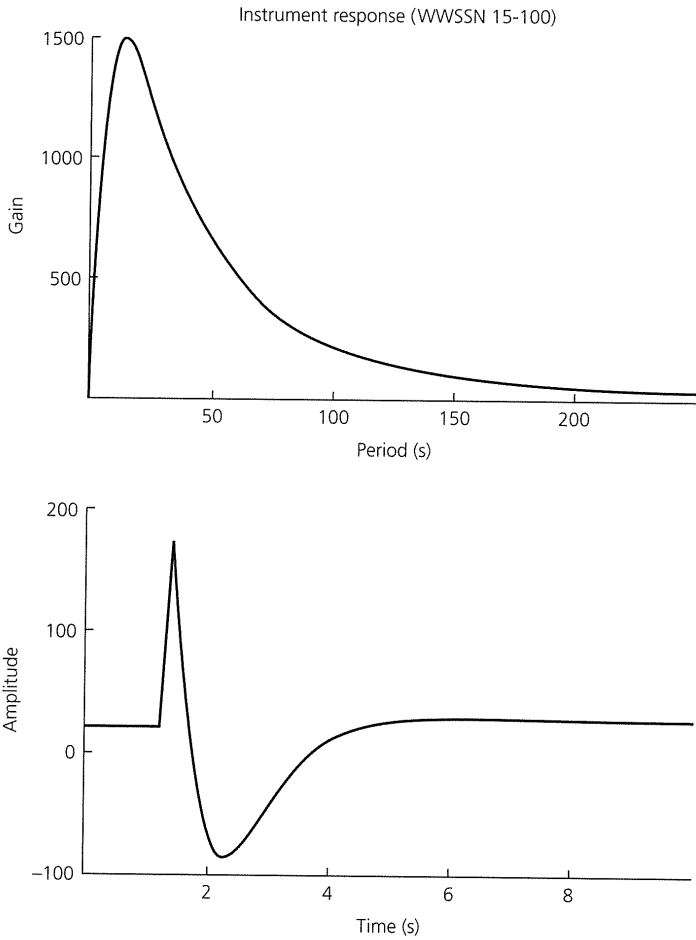 Instrument response (WWSSN 15-100)
1500
1000
500
Gain
50 100 150 200
Period (s)
200
100
0
−100
Amplitude
2 4 6 8
Time (s)